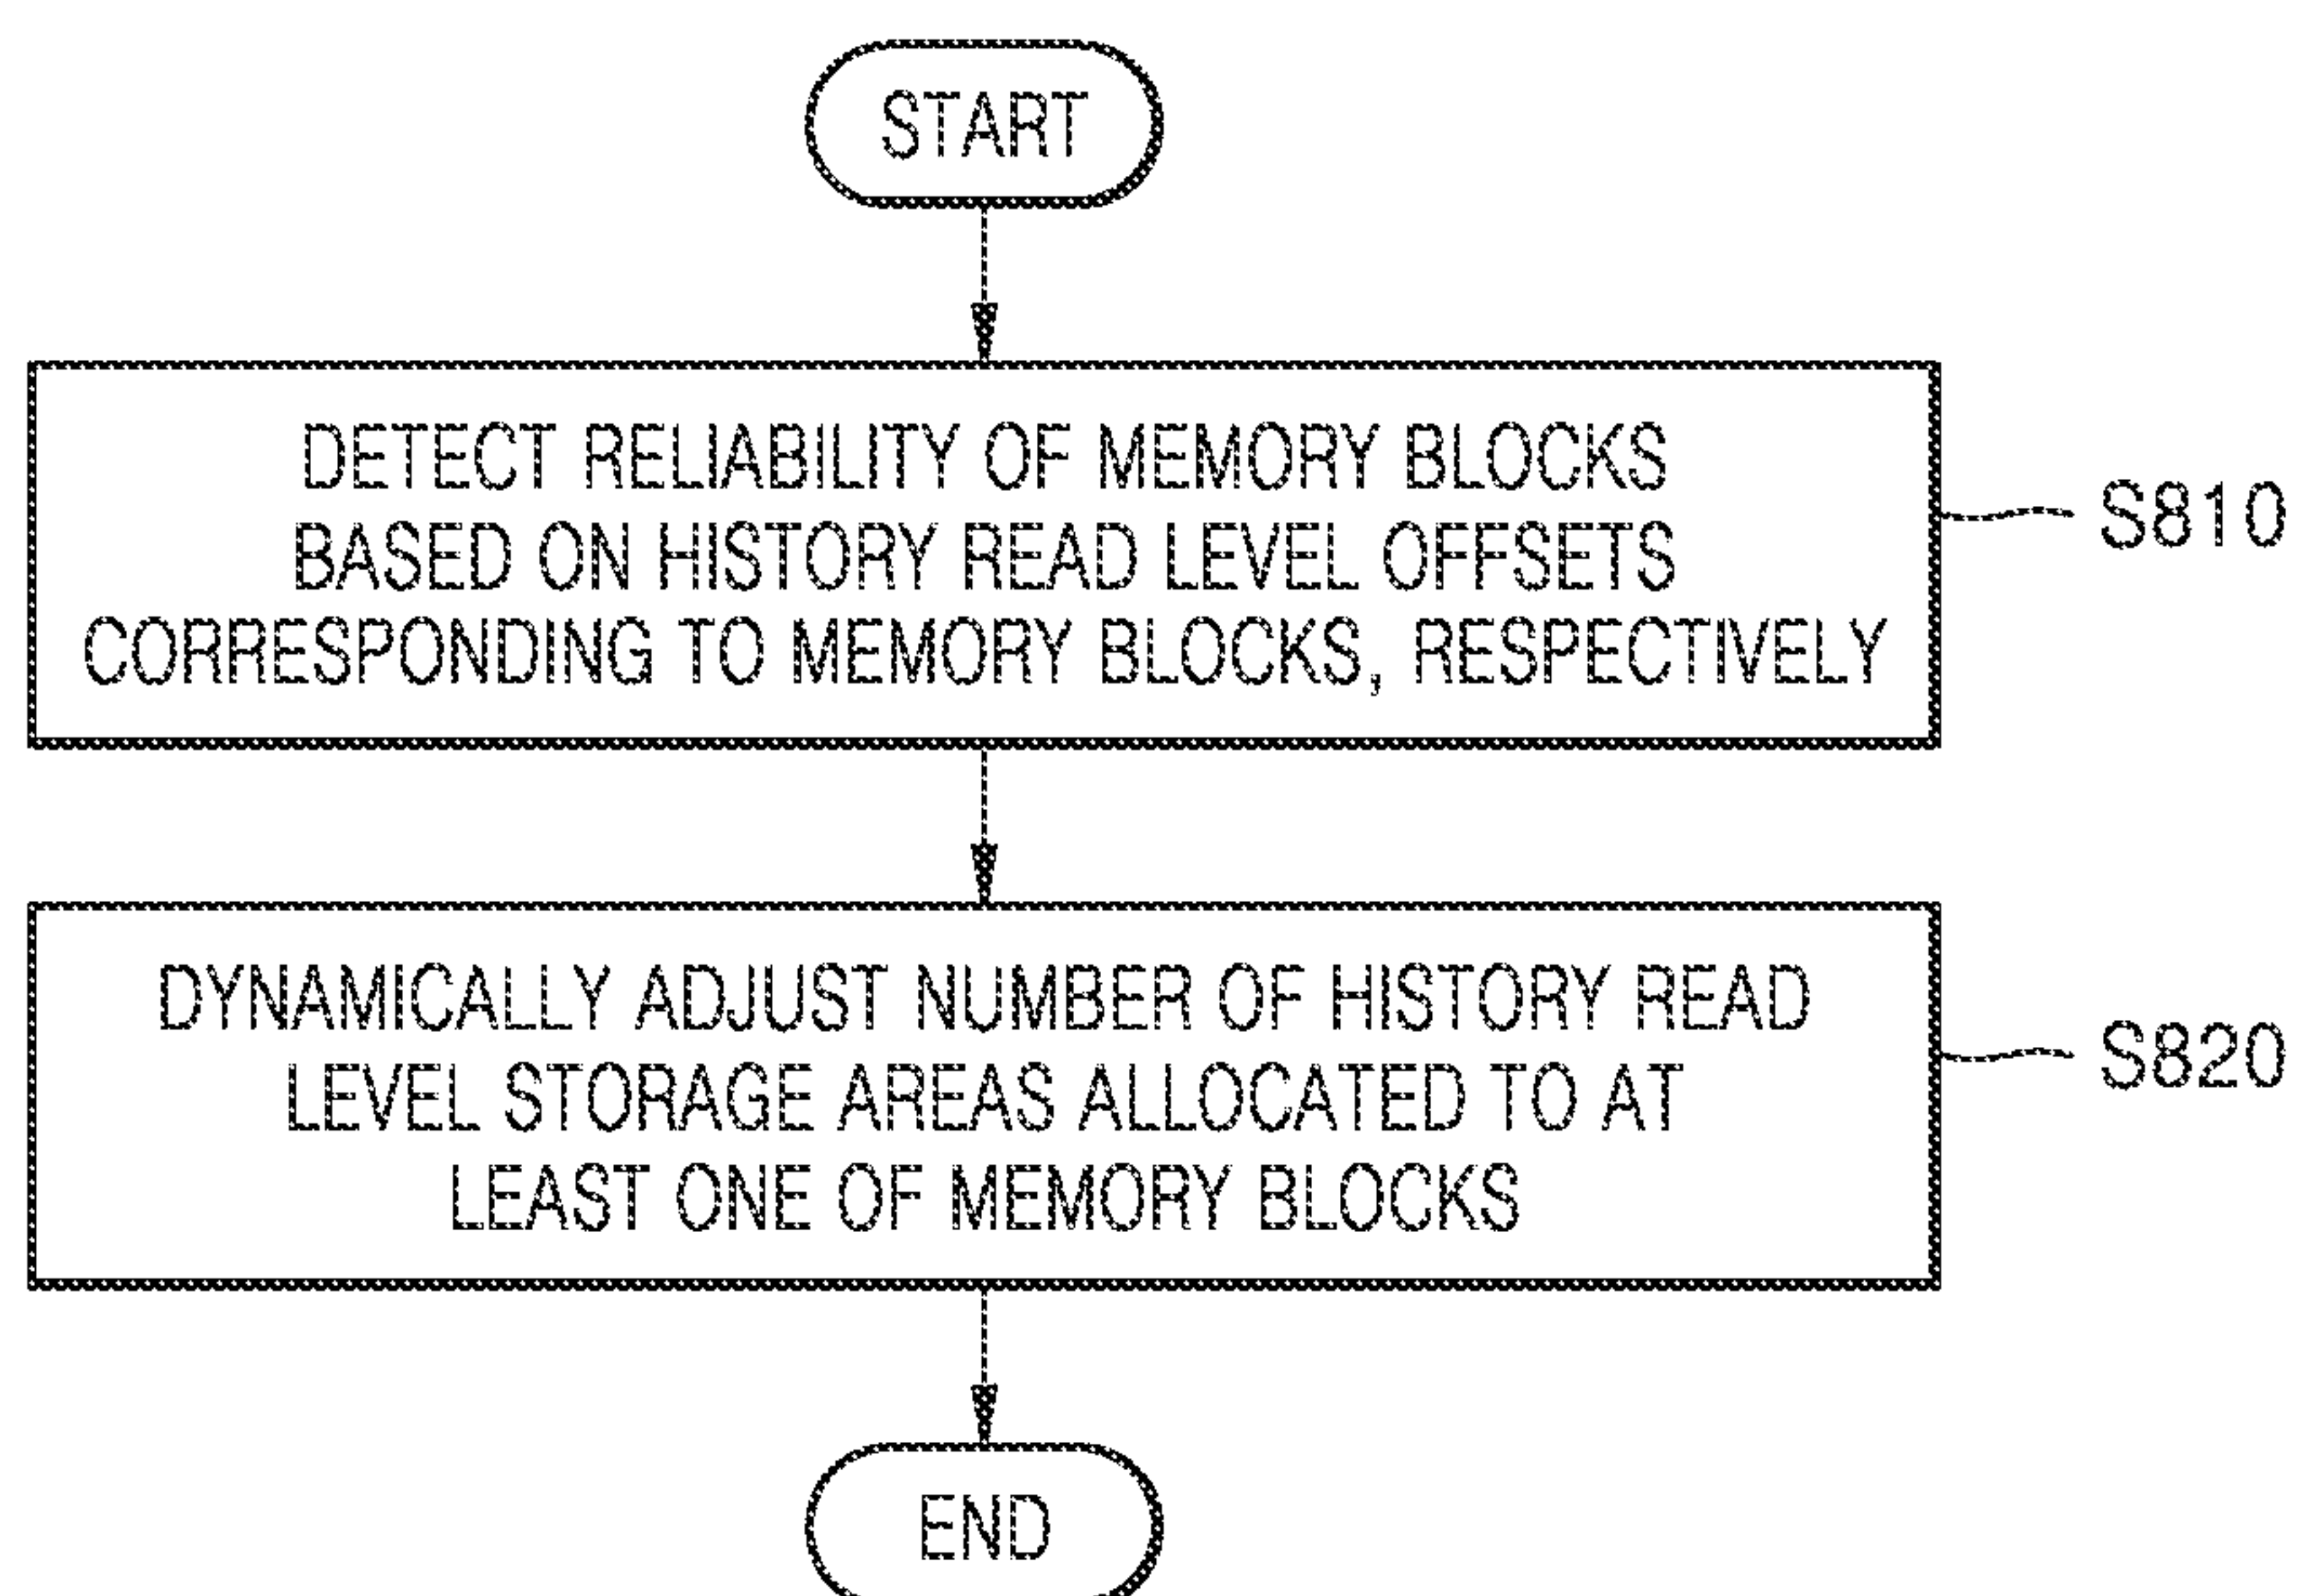 START
DETECT RELIABILITY OF MEMORY BLOCKS
BASED ON HISTORY READ LEVEL OFFSETS
CORRESPONDING TO MEMORY BLOCKS, RESPECTIVELY
S810
DYNAMICALLY ADJUST NUMBER OF HISTORY READ
LEVEL STORAGE AREAS ALLOCATED TO AT
LEAST ONE OF MEMORY BLOCKS
S820
END